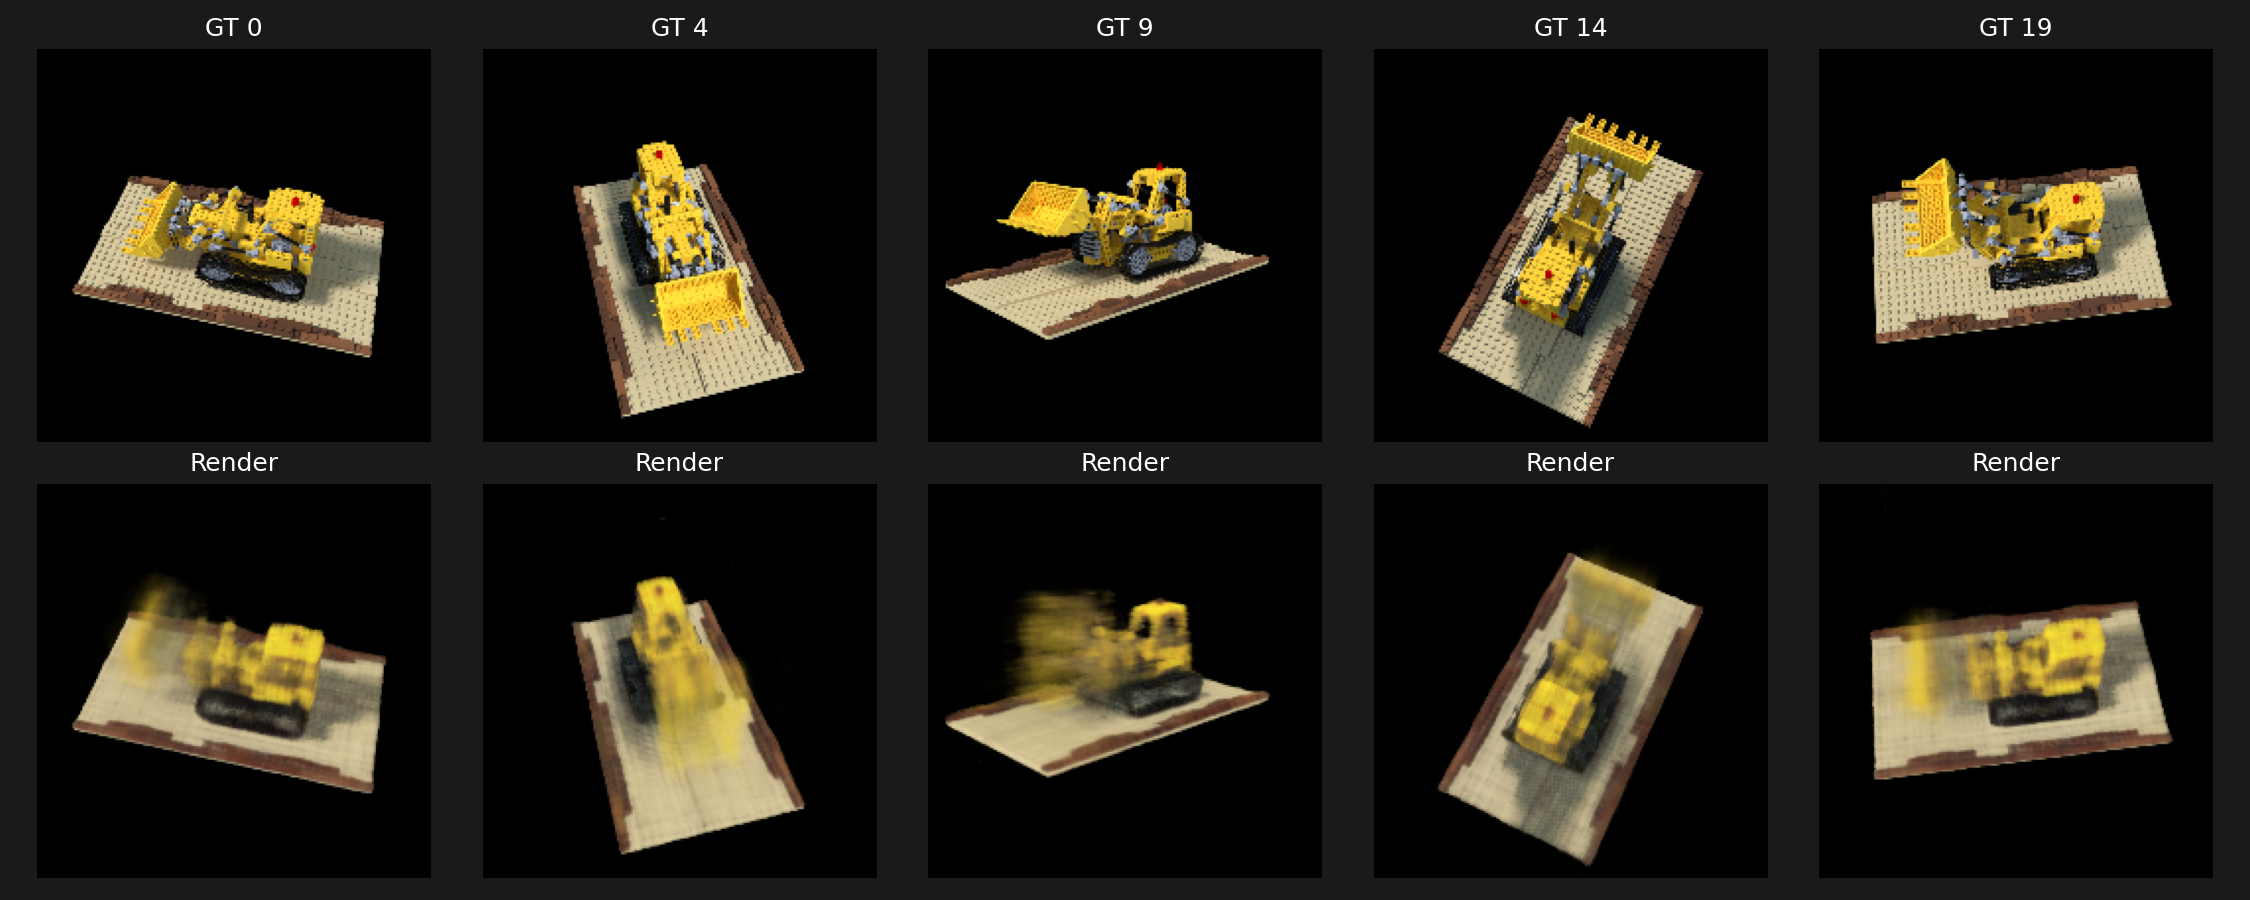 GT 0 GT 4 GT 9 GT 14 GT 19
Render Render Render Render Render